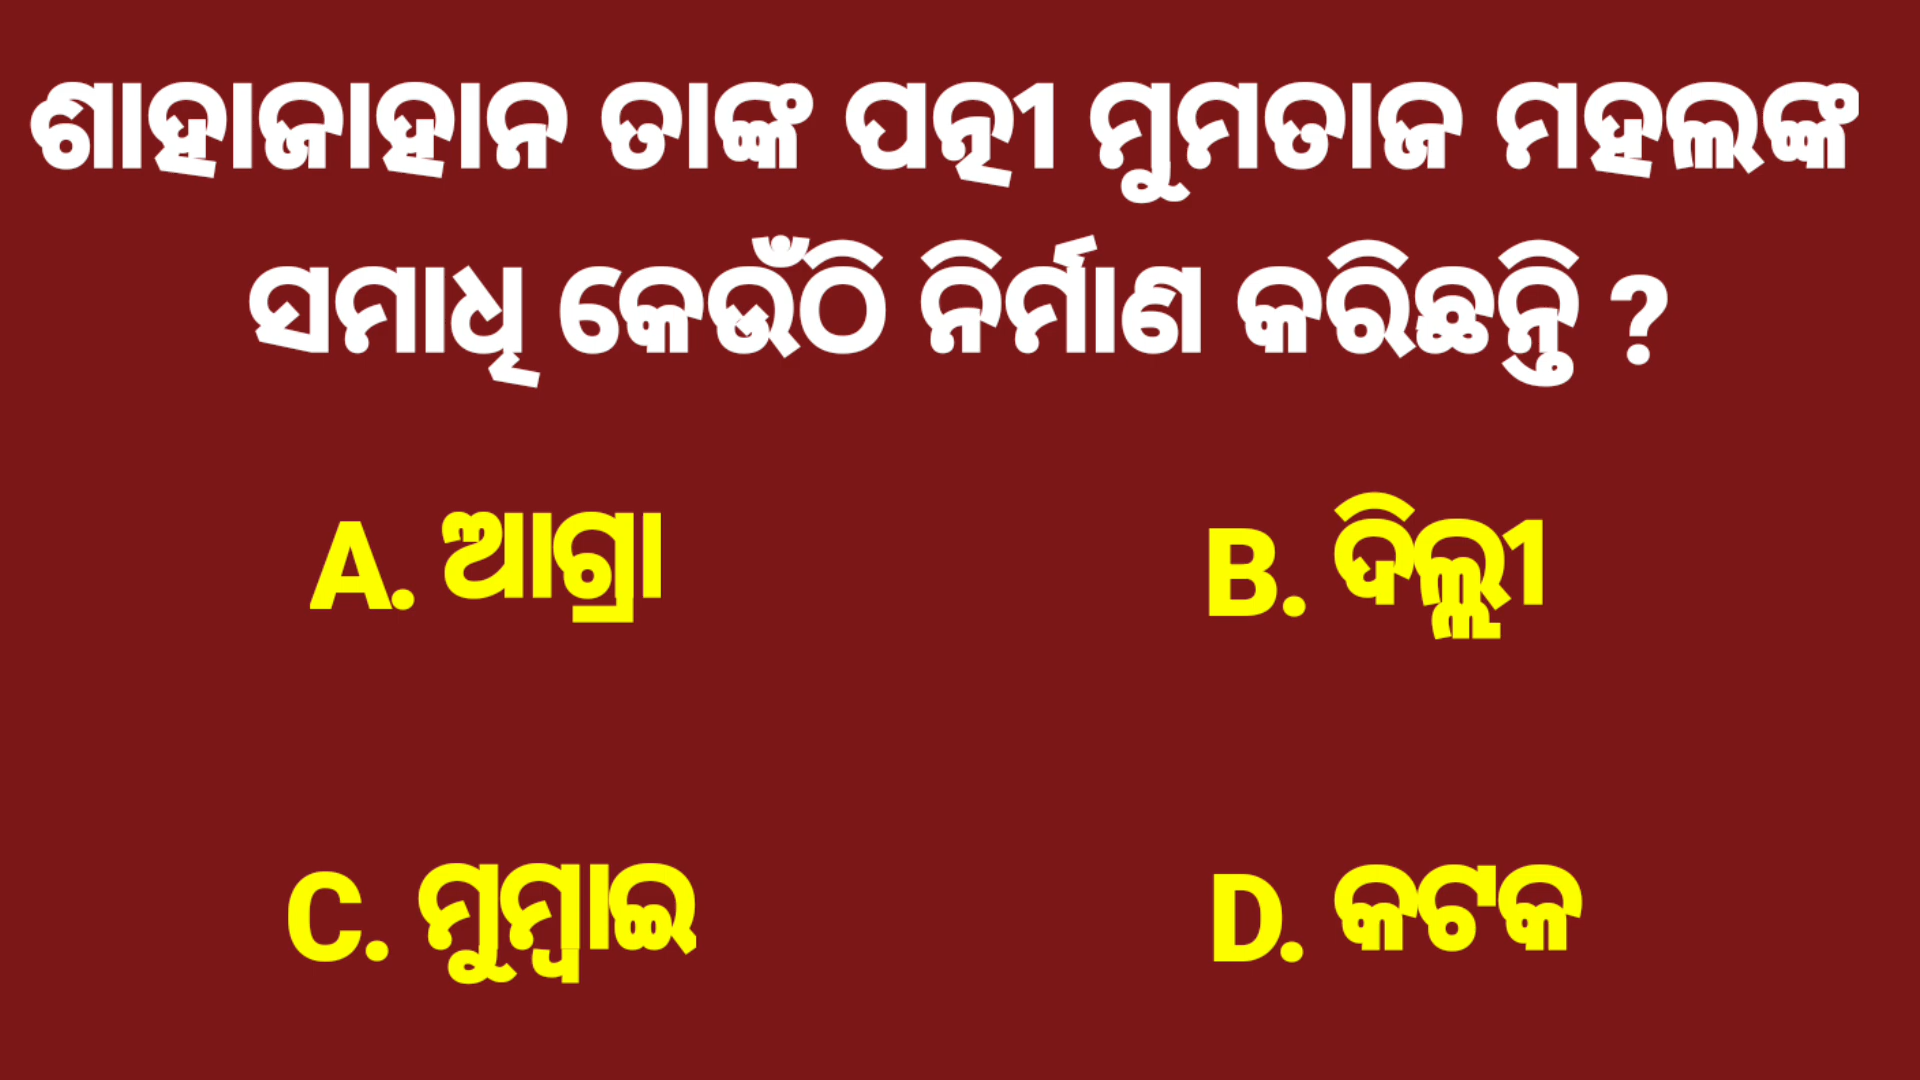 ଶାହାଜାହାନ ତାଙ୍କ ପତ୍ନୀ ମୁମତାଜ ମହଲଙ୍କ
ସମାଧି କେଉଁଠି ନିର୍ମାଣ କରିଛନ୍ତି ?
A. ଆଗ୍ରା
B. ଦିଲ୍ଲୀ
C. ମୁମ୍ବାଇ
D. କଟକ